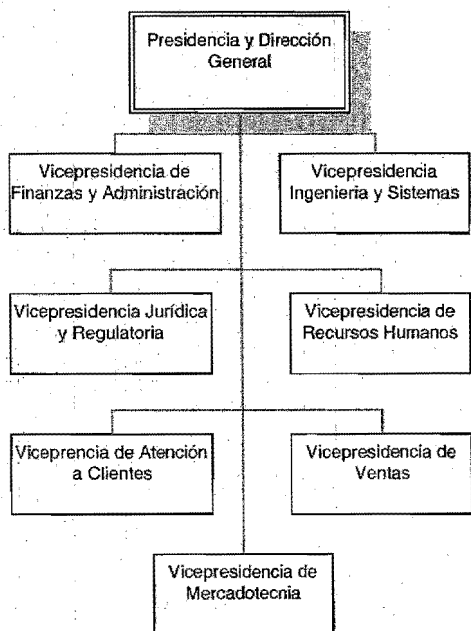 Presidencia y Dirección
General
Vicepresidencia de
Finanzas y Administración
Vicepresidencia
Ingenieria y Sistemas
Vicepresidencia Jurídica
y Regulatoria
Vicepresidencia de
Recursos Humanos
Viceprencia de Atención
a Clientes
Vicepresidencia de
Ventas
Vicepresidencia de
Mercadotecnia